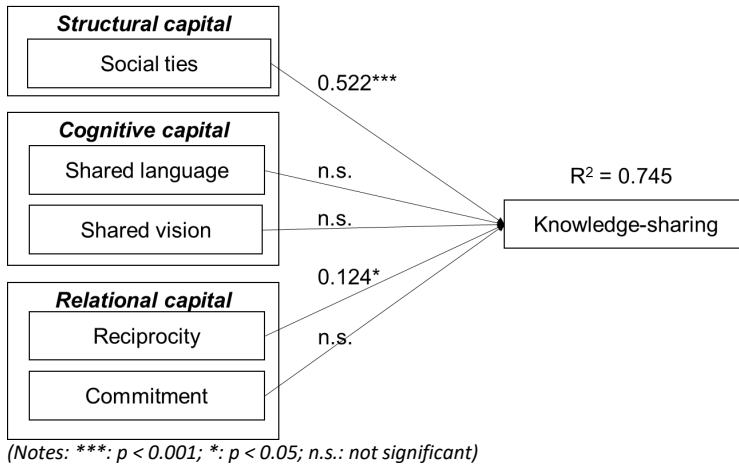 Structural capital
Social ties
0.522***
Cognitive capital
Shared language
n.s.
R² = 0.745
Shared vision
n.s.
Knowledge-sharing
0.124*
Relational capital
Reciprocity
n.s.
Commitment
(Notes: ***: p < 0.001; *: p < 0.05; n.s.: not significant)